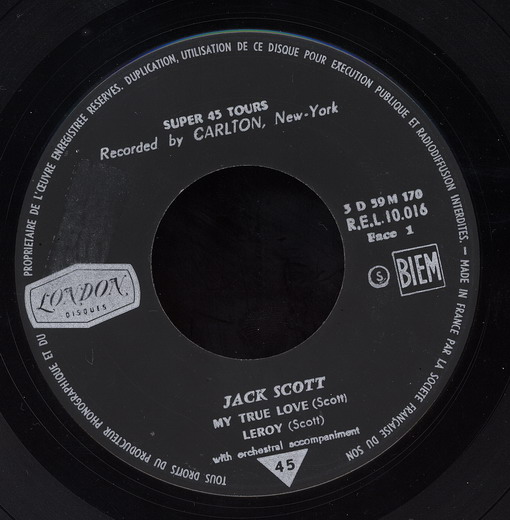 TOUS DROITS DU PRODUCTEUR PHONOGRAPHIQUE ET DU PROPRIETAIRE DE L'ŒUVRE ENREGISTREE RESERVES. DUPLICATION, UTILISATION DE CE DISQUE POUR EXECUTION PUBLIQUE ET RADIODIFFUSION INTERDITES. — MADE IN FRANCE PAR LA SOCIETE FRANÇAISE DU SON
SUPER 45 TOURS
Recorded by CARLTON, New-York
3 D 59 M 170
R.E.L. 10.016
Face 1
S. BIEM
LONDON
DISQUES
JACK SCOTT
MY TRUE LOVE (Scott)
LEROY (Scott)
with orchestral accompaniment
45